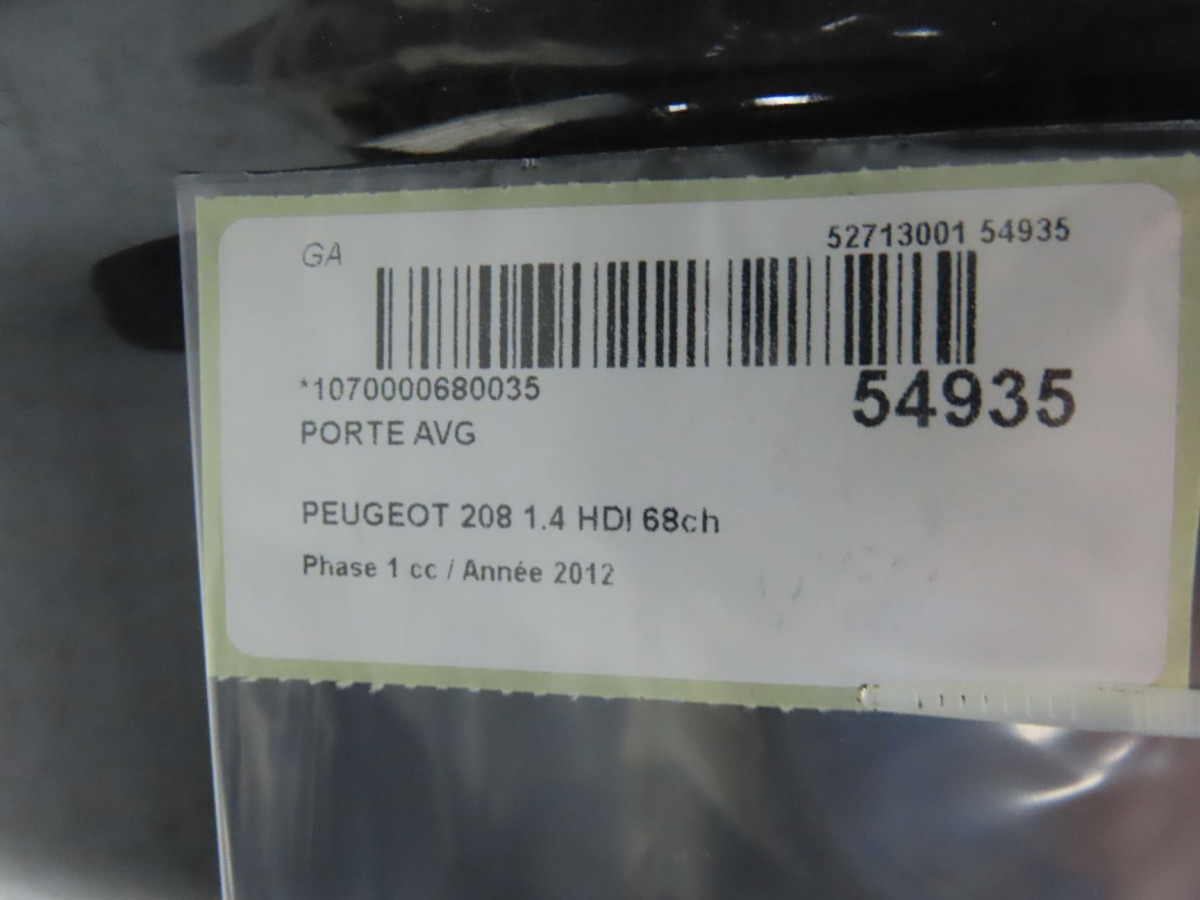 GA
52713001 54935
*1070000680035
54935
PORTE AVG
PEUGEOT 208 1.4 HDI 68ch
Phase 1 cc / Année 2012